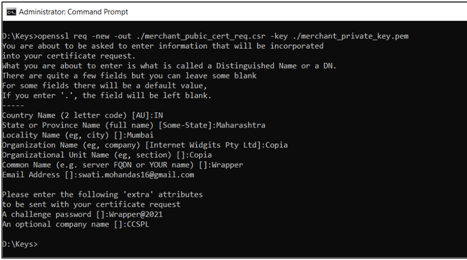 Administrator: Command Prompt
D:\Keys>openssl req -new -out ./merchant_pubic_cert_req.csr -key ./merchant_private_key.pem
You are about to be asked to enter information that will be incorporated
into your certificate request.
What you are about to enter is what is called a Distinguished Name or a DN.
There are quite a few fields but you can leave some blank
For some fields there will be a default value,
If you enter '.', the field will be left blank.
-----
Country Name (2 letter code) [AU]:IN
State or Province Name (full name) [Some-State]:Maharashtra
Locality Name (eg, city) []:Mumbai
Organization Name (eg, company) [Internet Widgits Pty Ltd]:Copia
Organizational Unit Name (eg, section) []:Copia
Common Name (e.g. server FQDN or YOUR name) []:Wrapper
Email Address []:swati.mohandas16@gmail.com
Please enter the following 'extra' attributes
to be sent with your certificate request
A challenge password []:Wrapper@2021
An optional company name []:CCSPL
D:\Keys>